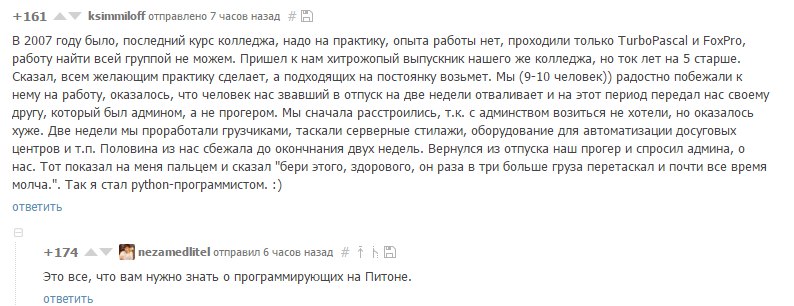 +161 ksimmiloff отправлено 7 часов назад #
В 2007 году было, последний курс колледжа, надо на практику, опыта работы нет, проходили только TurboPascal и FoxPro,
работу найти всей группой не можем. Пришел к нам хитрожопый выпускник нашего же колледжа, но ток лет на 5 старше.
Сказал, всем желающим практику сделает, а подходящих на постоянку возьмет. Мы (9-10 человек)) радостно побежали к
нему на работу, оказалось, что человек нас звавший в отпуск на две недели отваливает и на этот период передал нас своему
другу, который был админом, а не прогером. Мы сначала расстроились, т.к. с админством возиться не хотели, но оказалось
хуже. Две недели мы проработали грузчиками, таскали серверные стилажи, оборудование для автоматизации досуговых
центров и т.п. Половина из нас сбежала до окончнания двух недель. Вернулся из отпуска наш прогер и спросил админа, о
нас. Тот показал на меня пальцем и сказал "бери этого, здорового, он раза в три больше груза перетаскал и почти все время
молча.". Так я стал python-программистом. :)
ответить
+174 nezamedlitel отправил 6 часов назад #
Это все, что вам нужно знать о программирующих на Питоне.
ответить